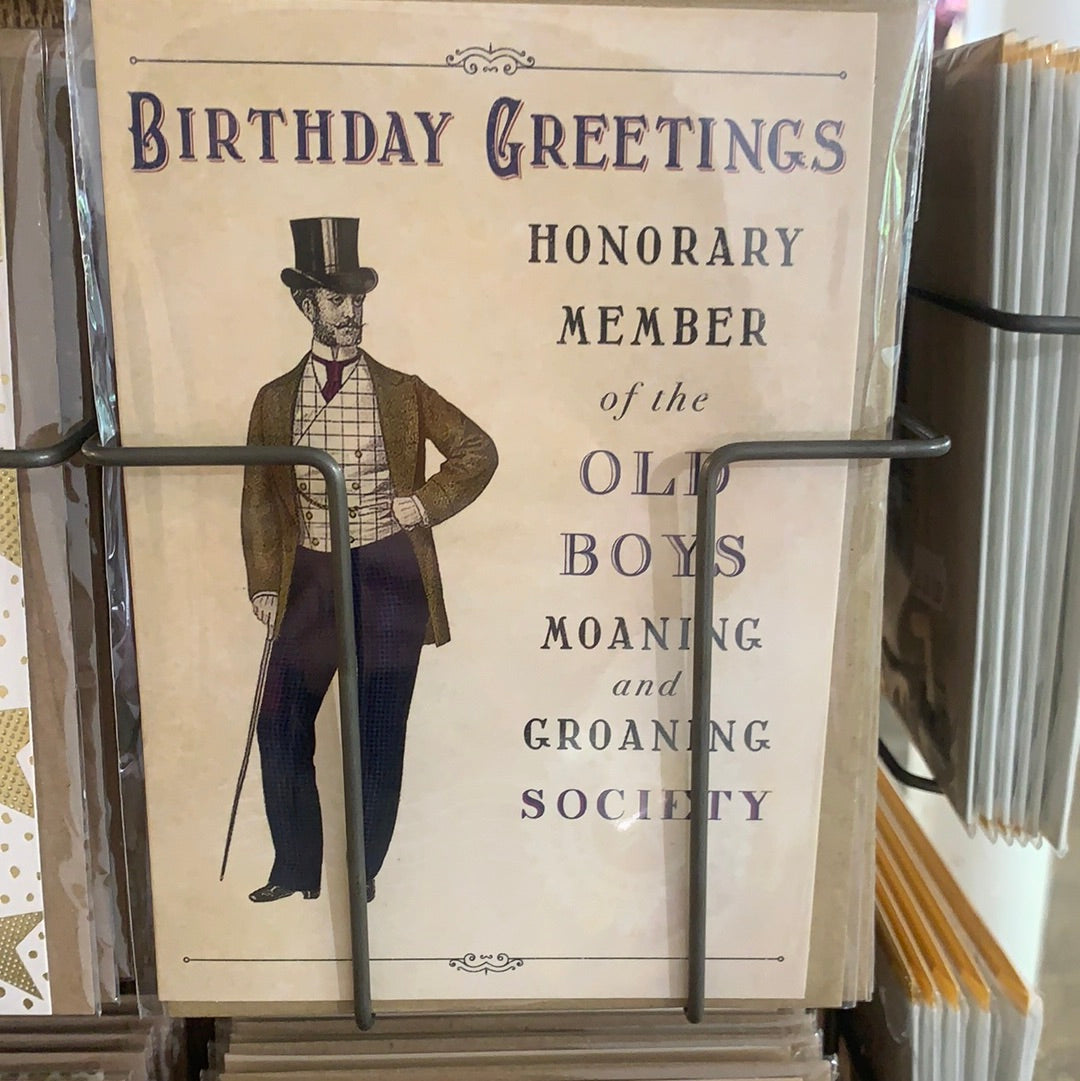 BIRTHDAY GREETINGS
HONORARY
MEMBER
of the
OLD
BOYS
MOANING
and
GROANING
SOCIETY